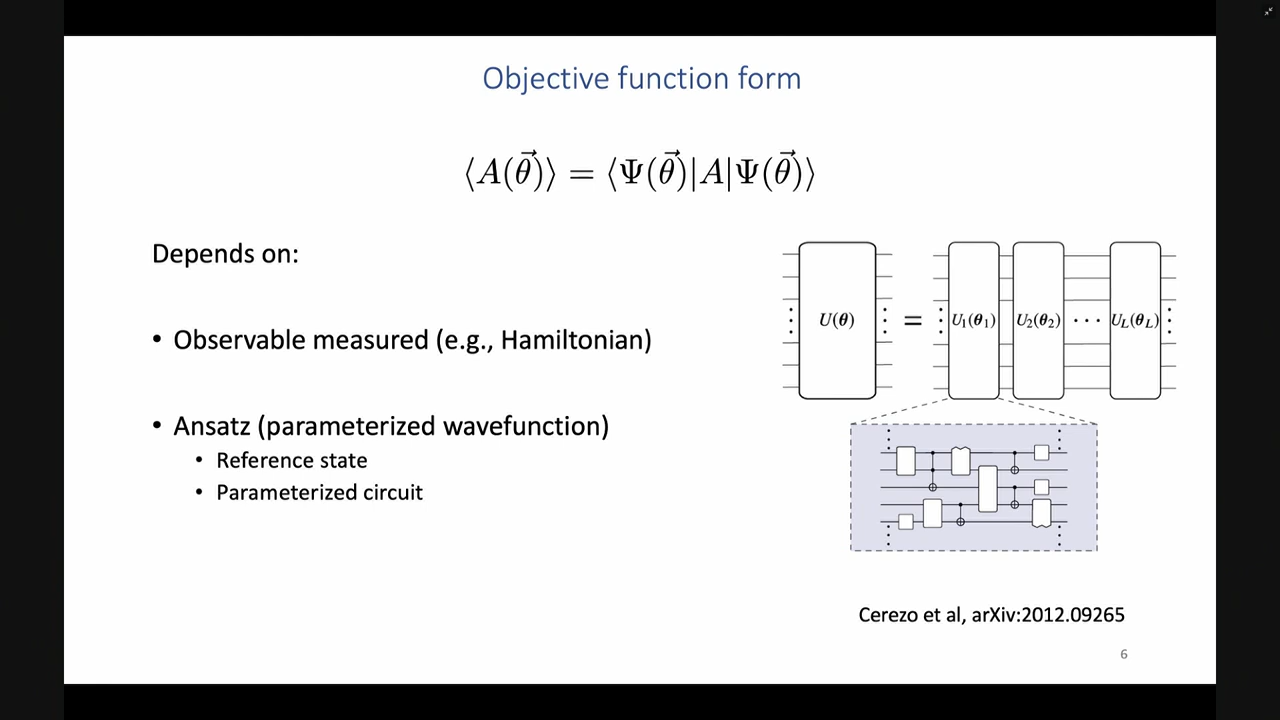 Objective function form
⟨A(θ⃗)⟩ = ⟨Ψ(θ⃗)|A|Ψ(θ⃗)⟩
Depends on:
• Observable measured (e.g., Hamiltonian)
• Ansatz (parameterized wavefunction)
• Reference state
• Parameterized circuit
U(θ) = U₁(θ₁) U₂(θ₂) ··· U_L(θ_L)
Cerezo et al, arXiv:2012.09265
6